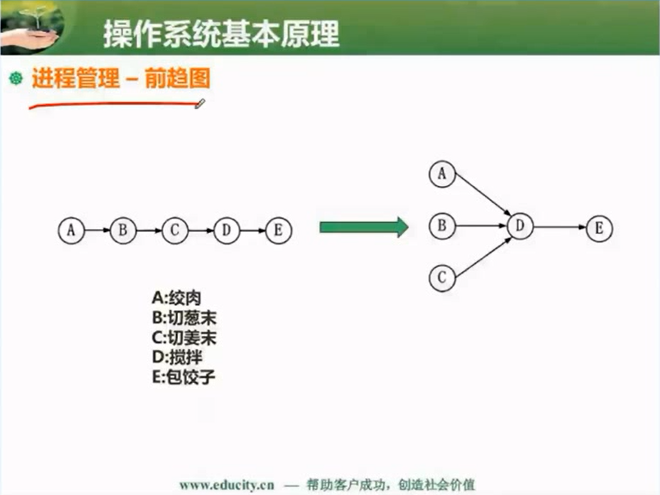 操作系统基本原理
进程管理 – 前趋图
A
B
C
D
E
A
B
C
D
E
A:绞肉
B:切葱末
C:切姜末
D:搅拌
E:包饺子
www.educity.cn — 帮助客户成功，创造社会价值